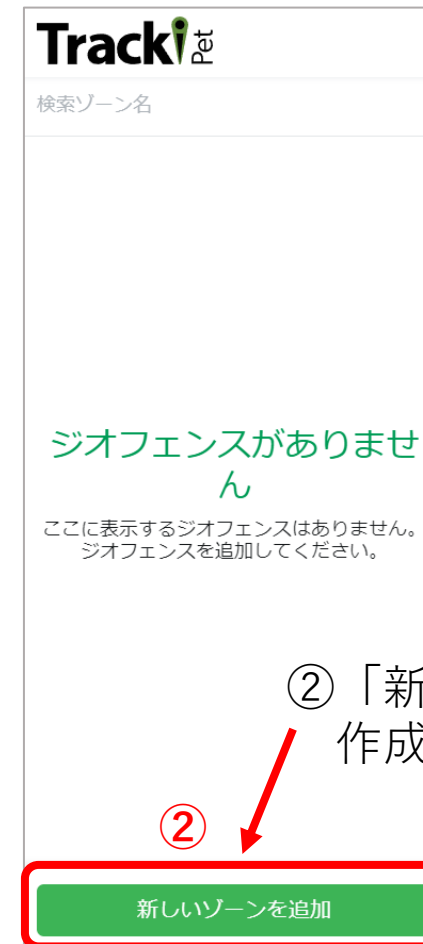 Tracki Pet
検索ゾーン名
ジオフェンスがありませ
ん
ここに表示するジオフェンスはありません。
ジオフェンスを追加してください。
②「新
作成
②
新しいゾーンを追加